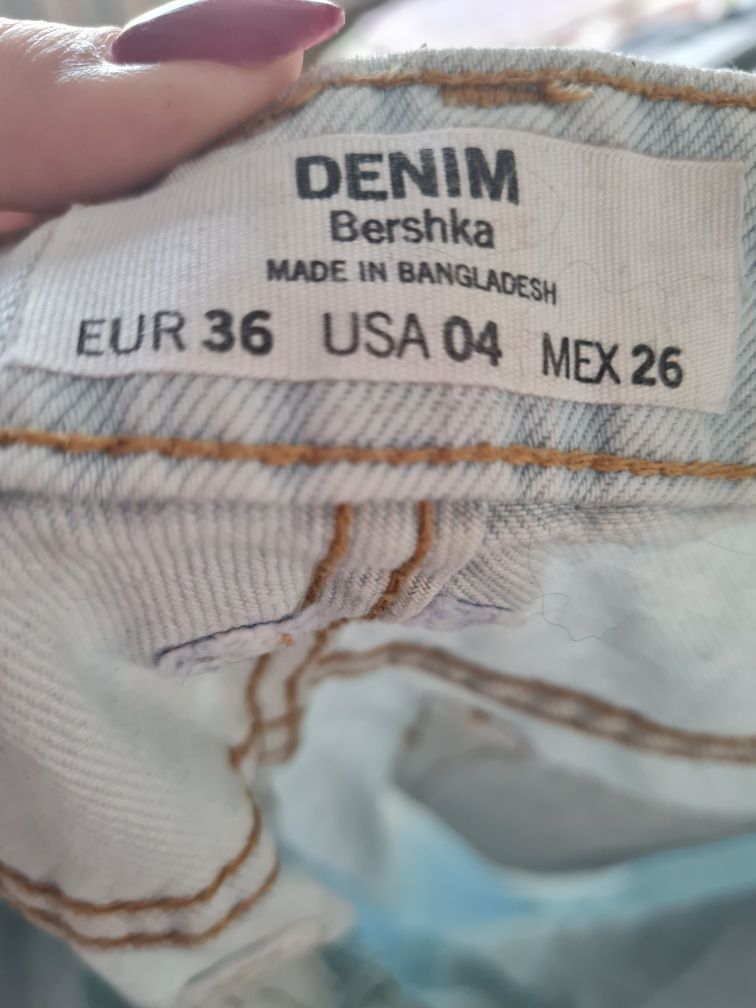 DENIM
Bershka
MADE IN BANGLADESH
EUR 36 USA 04 MEX 26